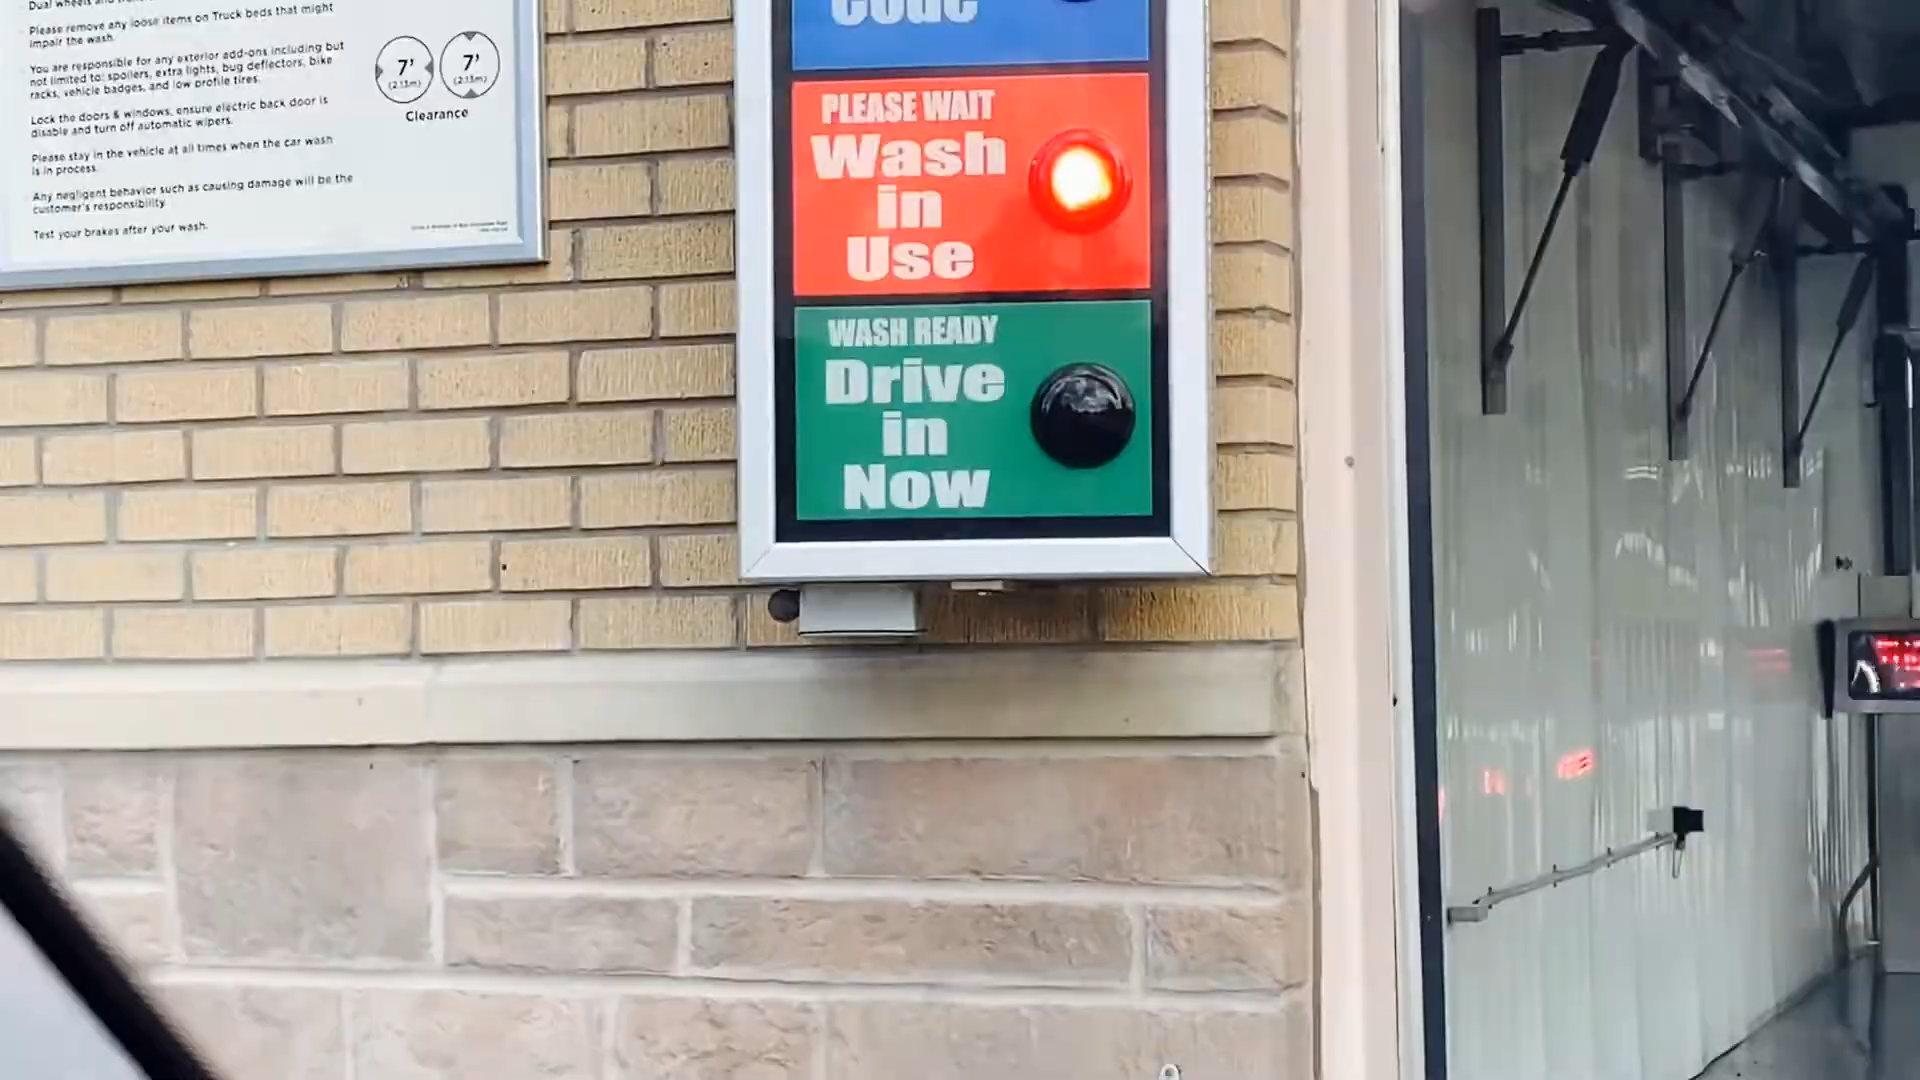 Dual wheels and
Please remove any loose items on Truck beds that might
impair the wash.
You are responsible for any exterior add-ons including but
not limited to: spoilers, extra lights, bug deflectors, bike
racks, vehicle badges, and low profile tires.
Lock the doors & windows, ensure electric back door is
disable and turn off automatic wipers.
Please stay in the vehicle at all times when the car wash
is in process.
Any negligent behavior such as causing damage will be the
customer's responsibility
Test your brakes after your wash.
7' 7'
(2.13m) (2.13m)
Clearance
Code
PLEASE WAIT
Wash
in
Use
WASH READY
Drive
in
Now